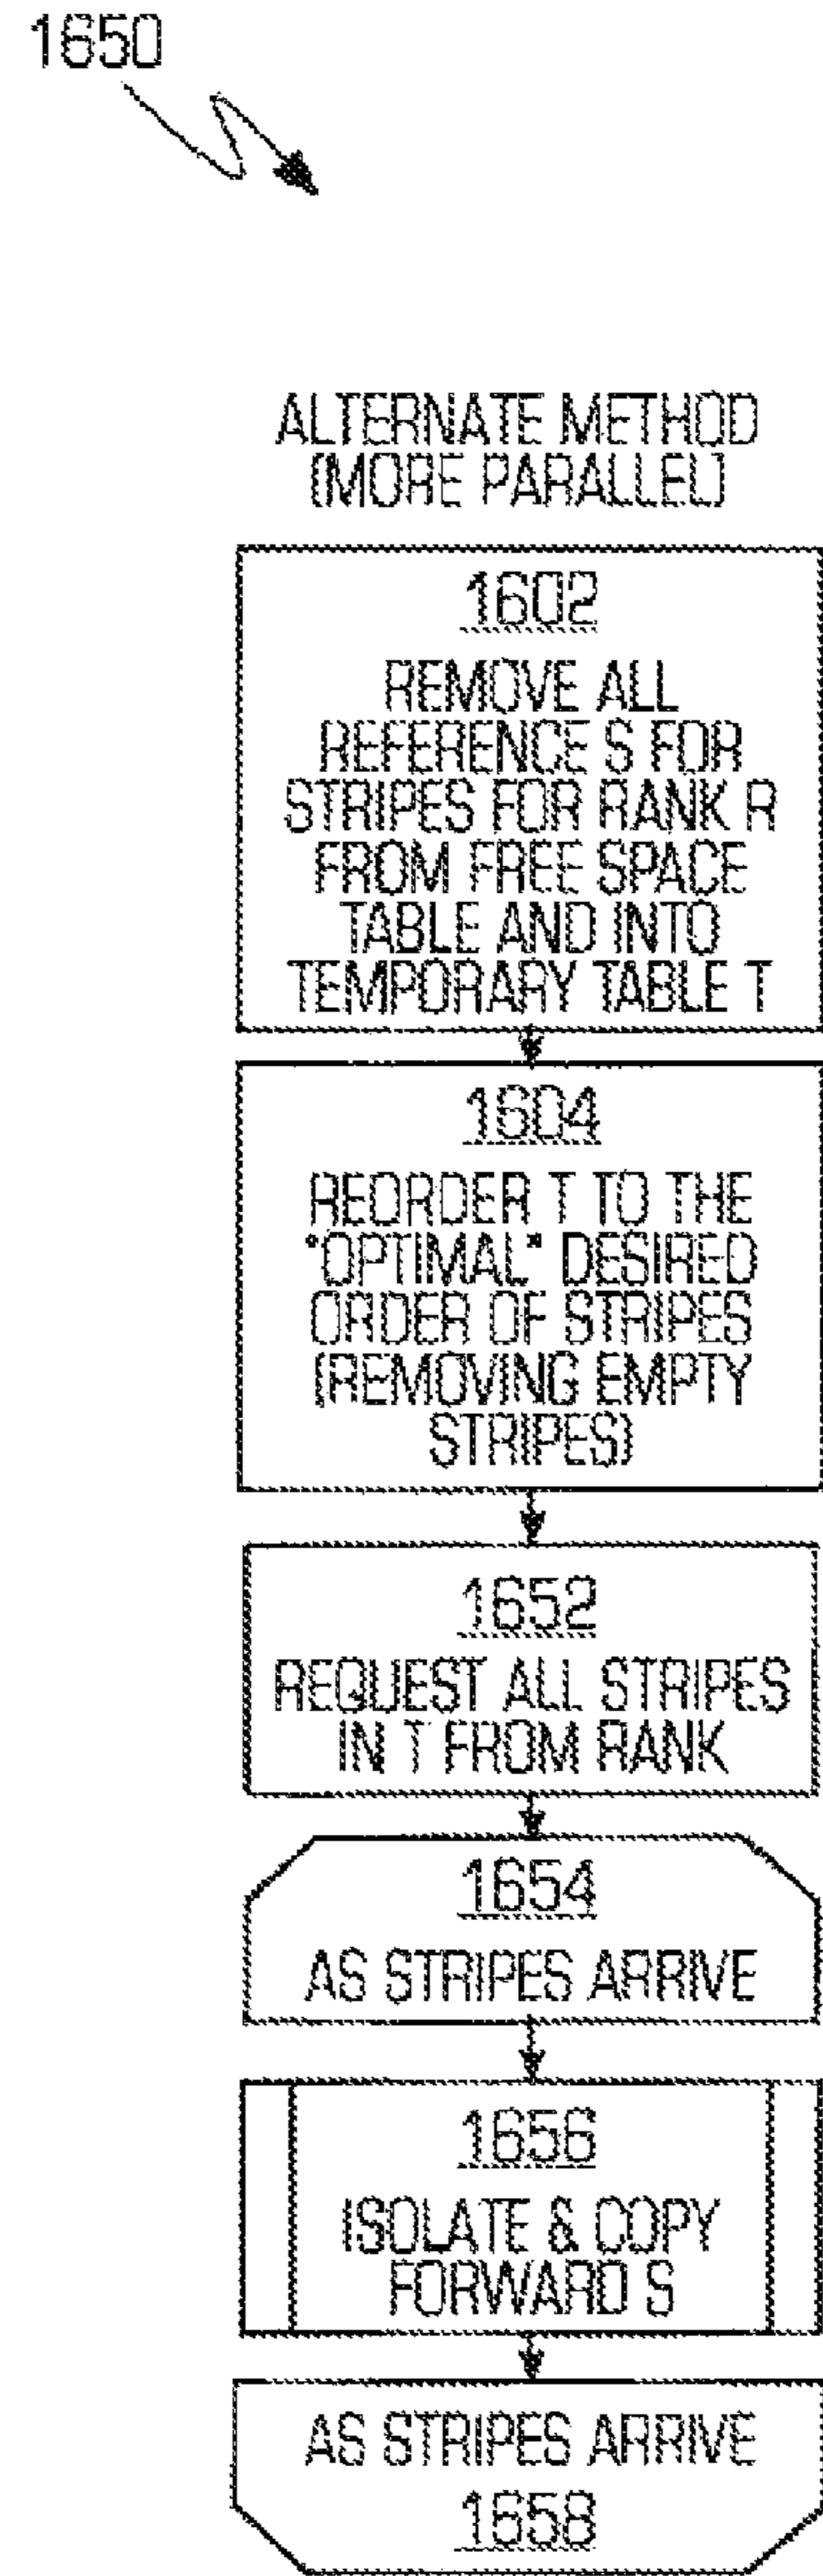 1650
ALTERNATE METHOD
(MORE PARALLEL)
1602
REMOVE ALL
REFERENCE S FOR
STRIPES FOR RANK R
FROM FREE SPACE
TABLE AND INTO
TEMPORARY TABLE T
1604
REORDER T TO THE
"OPTIMAL" DESIRED
ORDER OF STRIPES
(REMOVING EMPTY
STRIPES)
1652
REQUEST ALL STRIPES
IN T FROM RANK
1654
AS STRIPES ARRIVE
1656
ISOLATE & COPY
FORWARD S
AS STRIPES ARRIVE
1658